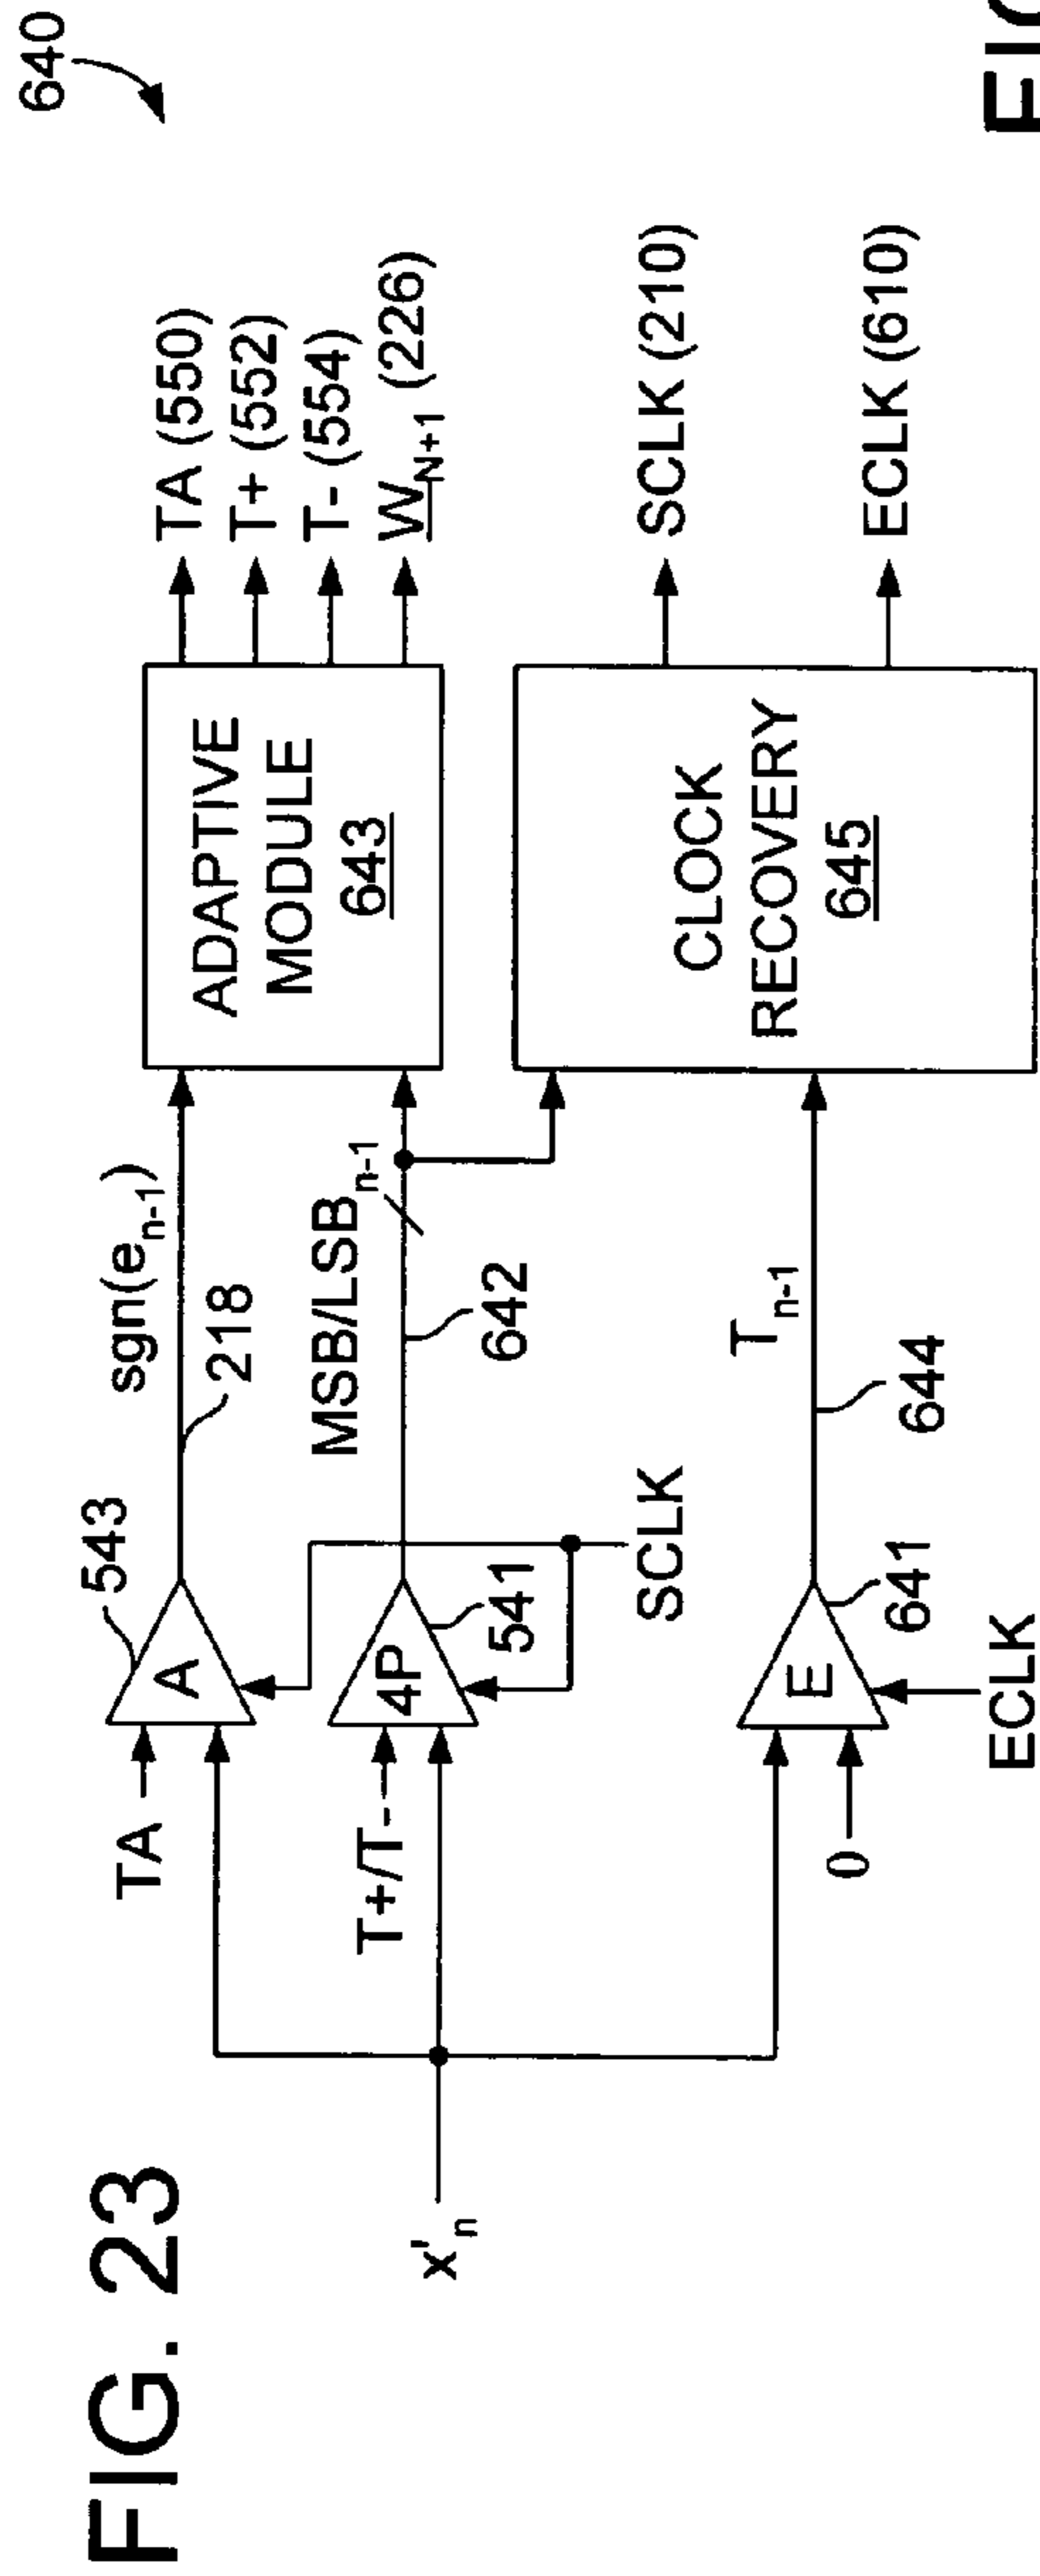 FIG. 23
640
x'n
TA
T+/T-
0
543
A
4P
541
E
641
SCLK
ECLK
sgn(en-1)
218
MSB/LSBn-1
642
Tn-1
644
ADAPTIVE
MODULE
643
CLOCK
RECOVERY
645
TA (550)
T+ (552)
T- (554)
WN+1 (226)
SCLK (210)
ECLK (610)